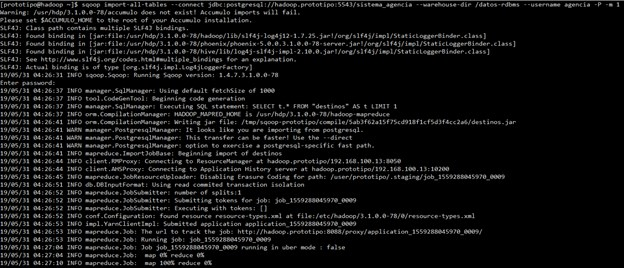 [prototipo@hadoop ~]$ sqoop import-all-tables --connect jdbc:postgresql://hadoop.prototipo:5543/sistema_agencia --warehouse-dir /datos-rdbms --username agencia -P -m 1
Warning: /usr/hdp/3.1.0.0-78/accumulo does not exist! Accumulo imports will fail.
Please set $ACCUMULO_HOME to the root of your Accumulo installation.
SLF4J: Class path contains multiple SLF4J bindings.
SLF4J: Found binding in [jar:file:/usr/hdp/3.1.0.0-78/hadoop/lib/slf4j-log4j12-1.7.25.jar!/org/slf4j/impl/StaticLoggerBinder.class]
SLF4J: Found binding in [jar:file:/usr/hdp/3.1.0.0-78/phoenix/phoenix-5.0.0.3.1.0.0-78-server.jar!/org/slf4j/impl/StaticLoggerBinder.class]
SLF4J: Found binding in [jar:file:/usr/hdp/3.1.0.0-78/hive/lib/log4j-slf4j-impl-2.10.0.jar!/org/slf4j/impl/StaticLoggerBinder.class]
SLF4J: See http://www.slf4j.org/codes.html#multiple_bindings for an explanation.
SLF4J: Actual binding is of type [org.slf4j.impl.Log4jLoggerFactory]
19/05/31 04:26:31 INFO sqoop.Sqoop: Running Sqoop version: 1.4.7.3.1.0.0-78
Enter password:
19/05/31 04:26:37 INFO manager.SqlManager: Using default fetchSize of 1000
19/05/31 04:26:37 INFO tool.CodeGenTool: Beginning code generation
19/05/31 04:26:37 INFO manager.SqlManager: Executing SQL statement: SELECT t.* FROM "destinos" AS t LIMIT 1
19/05/31 04:26:37 INFO orm.CompilationManager: HADOOP_MAPRED_HOME is /usr/hdp/3.1.0.0-78/hadoop-mapreduce
19/05/31 04:26:41 INFO orm.CompilationManager: Writing jar file: /tmp/sqoop-prototipo/compile/5ab3f62a15f75cd918f1cf5d3f4cc2a6/destinos.jar
19/05/31 04:26:41 WARN manager.PostgresqlManager: It looks like you are importing from postgresql.
19/05/31 04:26:41 WARN manager.PostgresqlManager: This transfer can be faster! Use the --direct
19/05/31 04:26:41 WARN manager.PostgresqlManager: option to exercise a postgresql-specific fast path.
19/05/31 04:26:41 INFO mapreduce.ImportJobBase: Beginning import of destinos
19/05/31 04:26:44 INFO client.RMProxy: Connecting to ResourceManager at hadoop.prototipo/192.168.100.13:8050
19/05/31 04:26:44 INFO client.AHSProxy: Connecting to Application History server at hadoop.prototipo/192.168.100.13:10200
19/05/31 04:26:45 INFO mapreduce.JobResourceUploader: Disabling Erasure Coding for path: /user/prototipo/.staging/job_1559288045970_0009
19/05/31 04:26:51 INFO db.DBInputFormat: Using read commited transaction isolation
19/05/31 04:26:52 INFO mapreduce.JobSubmitter: number of splits:1
19/05/31 04:26:52 INFO mapreduce.JobSubmitter: Submitting tokens for job: job_1559288045970_0009
19/05/31 04:26:52 INFO mapreduce.JobSubmitter: Executing with tokens: []
19/05/31 04:26:53 INFO conf.Configuration: found resource resource-types.xml at file:/etc/hadoop/3.1.0.0-78/0/resource-types.xml
19/05/31 04:26:53 INFO impl.YarnClientImpl: Submitted application application_1559288045970_0009
19/05/31 04:26:53 INFO mapreduce.Job: The url to track the job: http://hadoop.prototipo:8088/proxy/application_1559288045970_0009/
19/05/31 04:26:53 INFO mapreduce.Job: Running job: job_1559288045970_0009
19/05/31 04:27:04 INFO mapreduce.Job: Job job_1559288045970_0009 running in uber mode : false
19/05/31 04:27:04 INFO mapreduce.Job:  map 0% reduce 0%
19/05/31 04:27:10 INFO mapreduce.Job:  map 100% reduce 0%